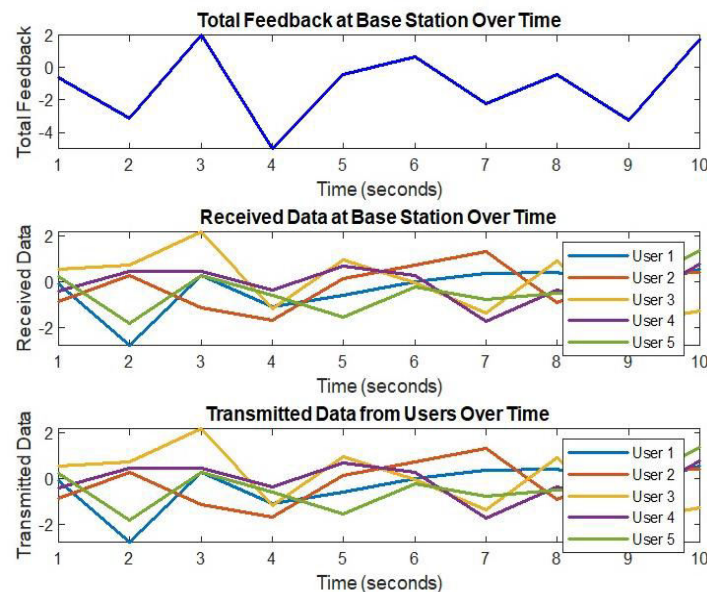 Total Feedback at Base Station Over Time
Total Feedback
2
0
-2
-4
1 2 3 4 5 6 7 8 9 10
Time (seconds)
Received Data at Base Station Over Time
Received Data
2
0
-2
User 1
User 2
User 3
User 4
User 5
1 2 3 4 5 6 7 8 9 10
Time (seconds)
Transmitted Data from Users Over Time
Transmitted Data
2
0
-2
User 1
User 2
User 3
User 4
User 5
1 2 3 4 5 6 7 8 9 10
Time (seconds)